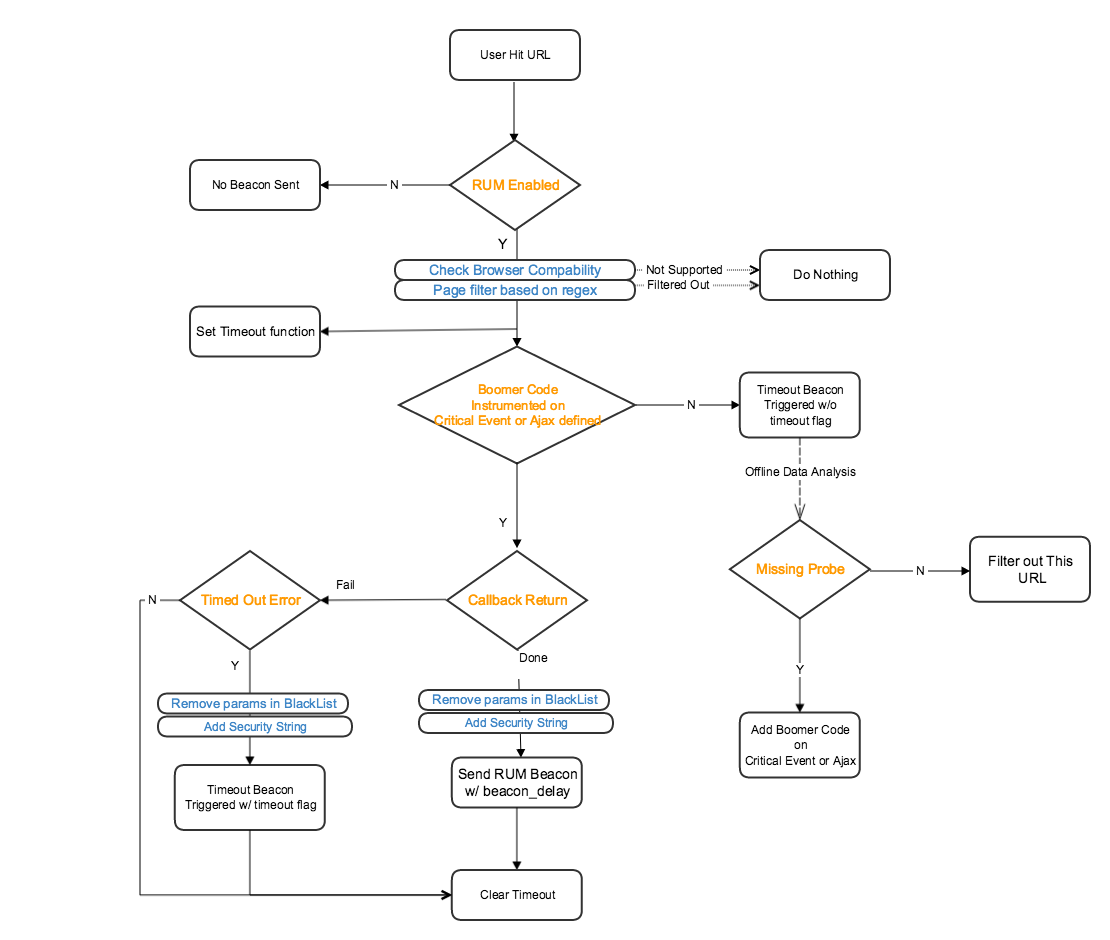 User Hit URL
RUM Enabled
No Beacon Sent
N
Y
Check Browser Compability
Not Supported
Do Nothing
Page filter based on regex
Filtered Out
Set Timeout function
Boomer Code
Instrumented on
Critical Event or Ajax defined
N
Timeout Beacon
Triggered w/o
timeout flag
Offline Data Analysis
Y
Missing Probe
N
Filter out This
URL
Fail
N
Timed Out Error
Callback Return
Done
Y
Y
Remove params in BlackList
Add Security String
Remove params in BlackList
Add Security String
Add Boomer Code
on
Critical Event or Ajax
Timeout Beacon
Triggered w/ timeout flag
Send RUM Beacon
w/ beacon_delay
Clear Timeout